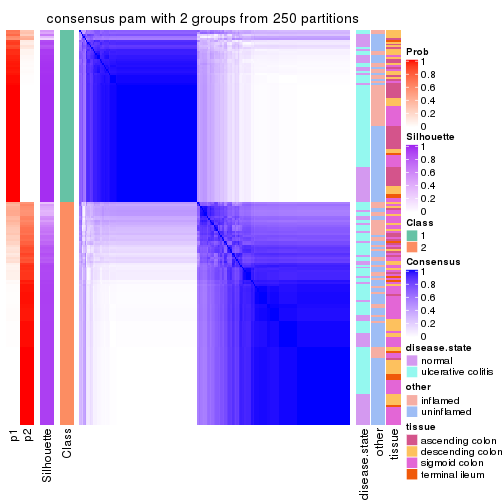 consensus pam with 2 groups from 250 partitions
Prob
1
0.8
0.6
0.4
0.2
0
Silhouette
1
0.8
0.6
0.4
0.2
0
Class
1
2
Consensus
1
0.8
0.6
0.4
0.2
0
disease.state
normal
ulcerative colitis
other
inflamed
uninflamed
tissue
ascending colon
descending colon
sigmoid colon
terminal ileum
p1
p2
Silhouette
Class
disease.state
other
tissue